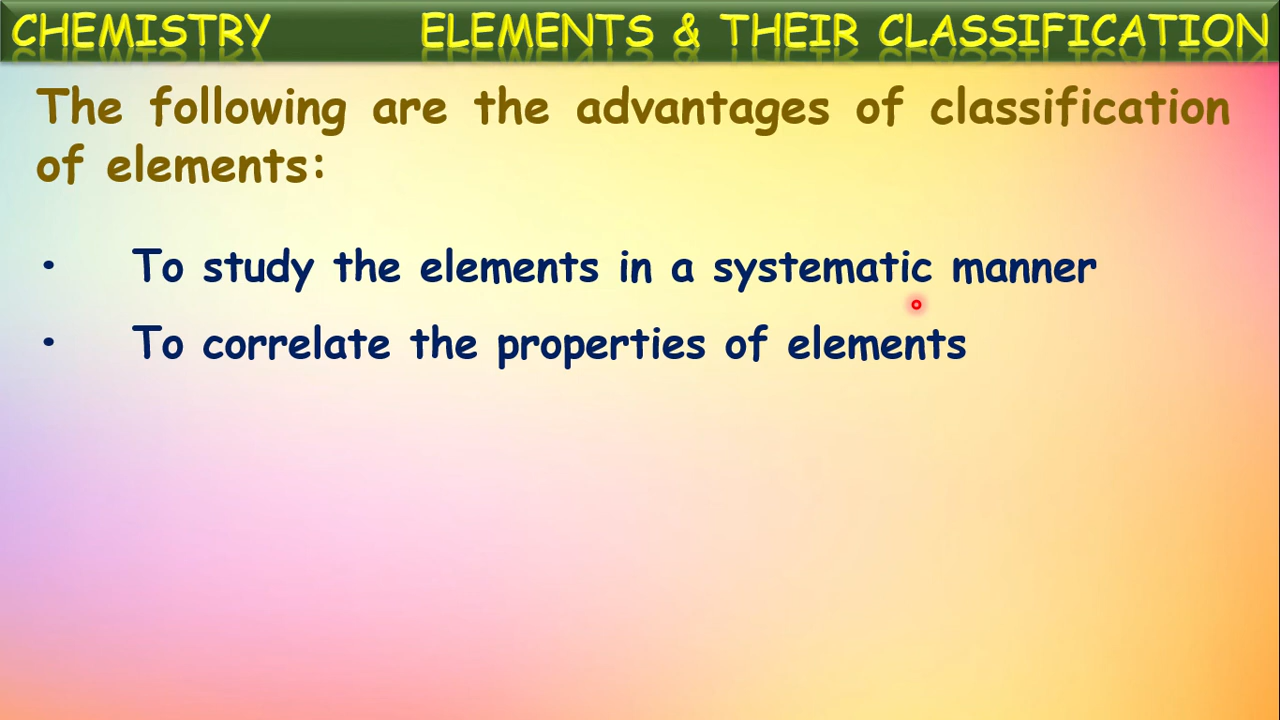 CHEMISTRY ELEMENTS & THEIR CLASSIFICATION
The following are the advantages of classification
of elements:
• To study the elements in a systematic manner
• To correlate the properties of elements